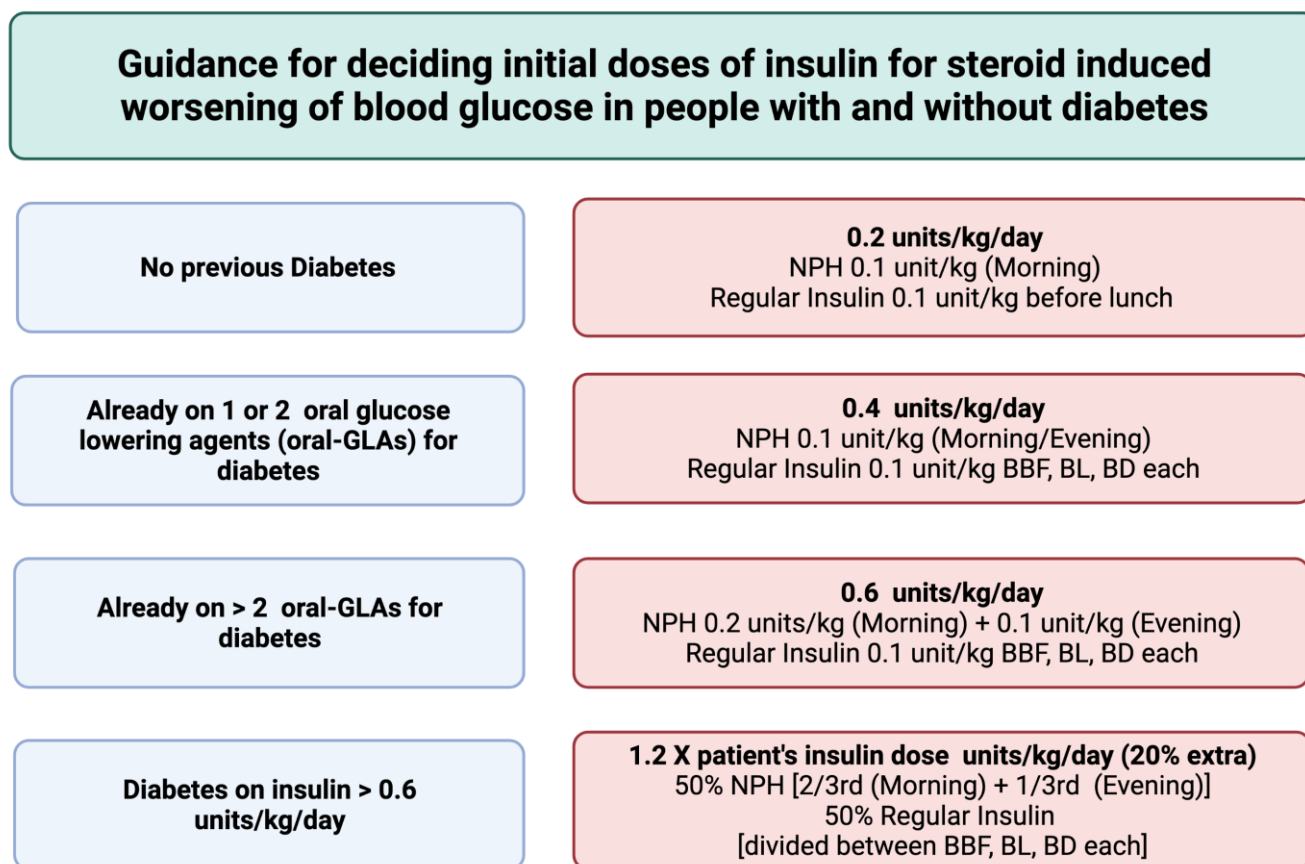 Guidance for deciding initial doses of insulin for steroid induced
worsening of blood glucose in people with and without diabetes
No previous Diabetes
0.2 units/kg/day
NPH 0.1 unit/kg (Morning)
Regular Insulin 0.1 unit/kg before lunch
Already on 1 or 2 oral glucose
lowering agents (oral-GLAs) for
diabetes
0.4 units/kg/day
NPH 0.1 unit/kg (Morning/Evening)
Regular Insulin 0.1 unit/kg BBF, BL, BD each
Already on > 2 oral-GLAs for
diabetes
0.6 units/kg/day
NPH 0.2 units/kg (Morning) + 0.1 unit/kg (Evening)
Regular Insulin 0.1 unit/kg BBF, BL, BD each
Diabetes on insulin > 0.6
units/kg/day
1.2 X patient's insulin dose units/kg/day (20% extra)
50% NPH [2/3rd (Morning) + 1/3rd (Evening)]
50% Regular Insulin
[divided between BBF, BL, BD each]